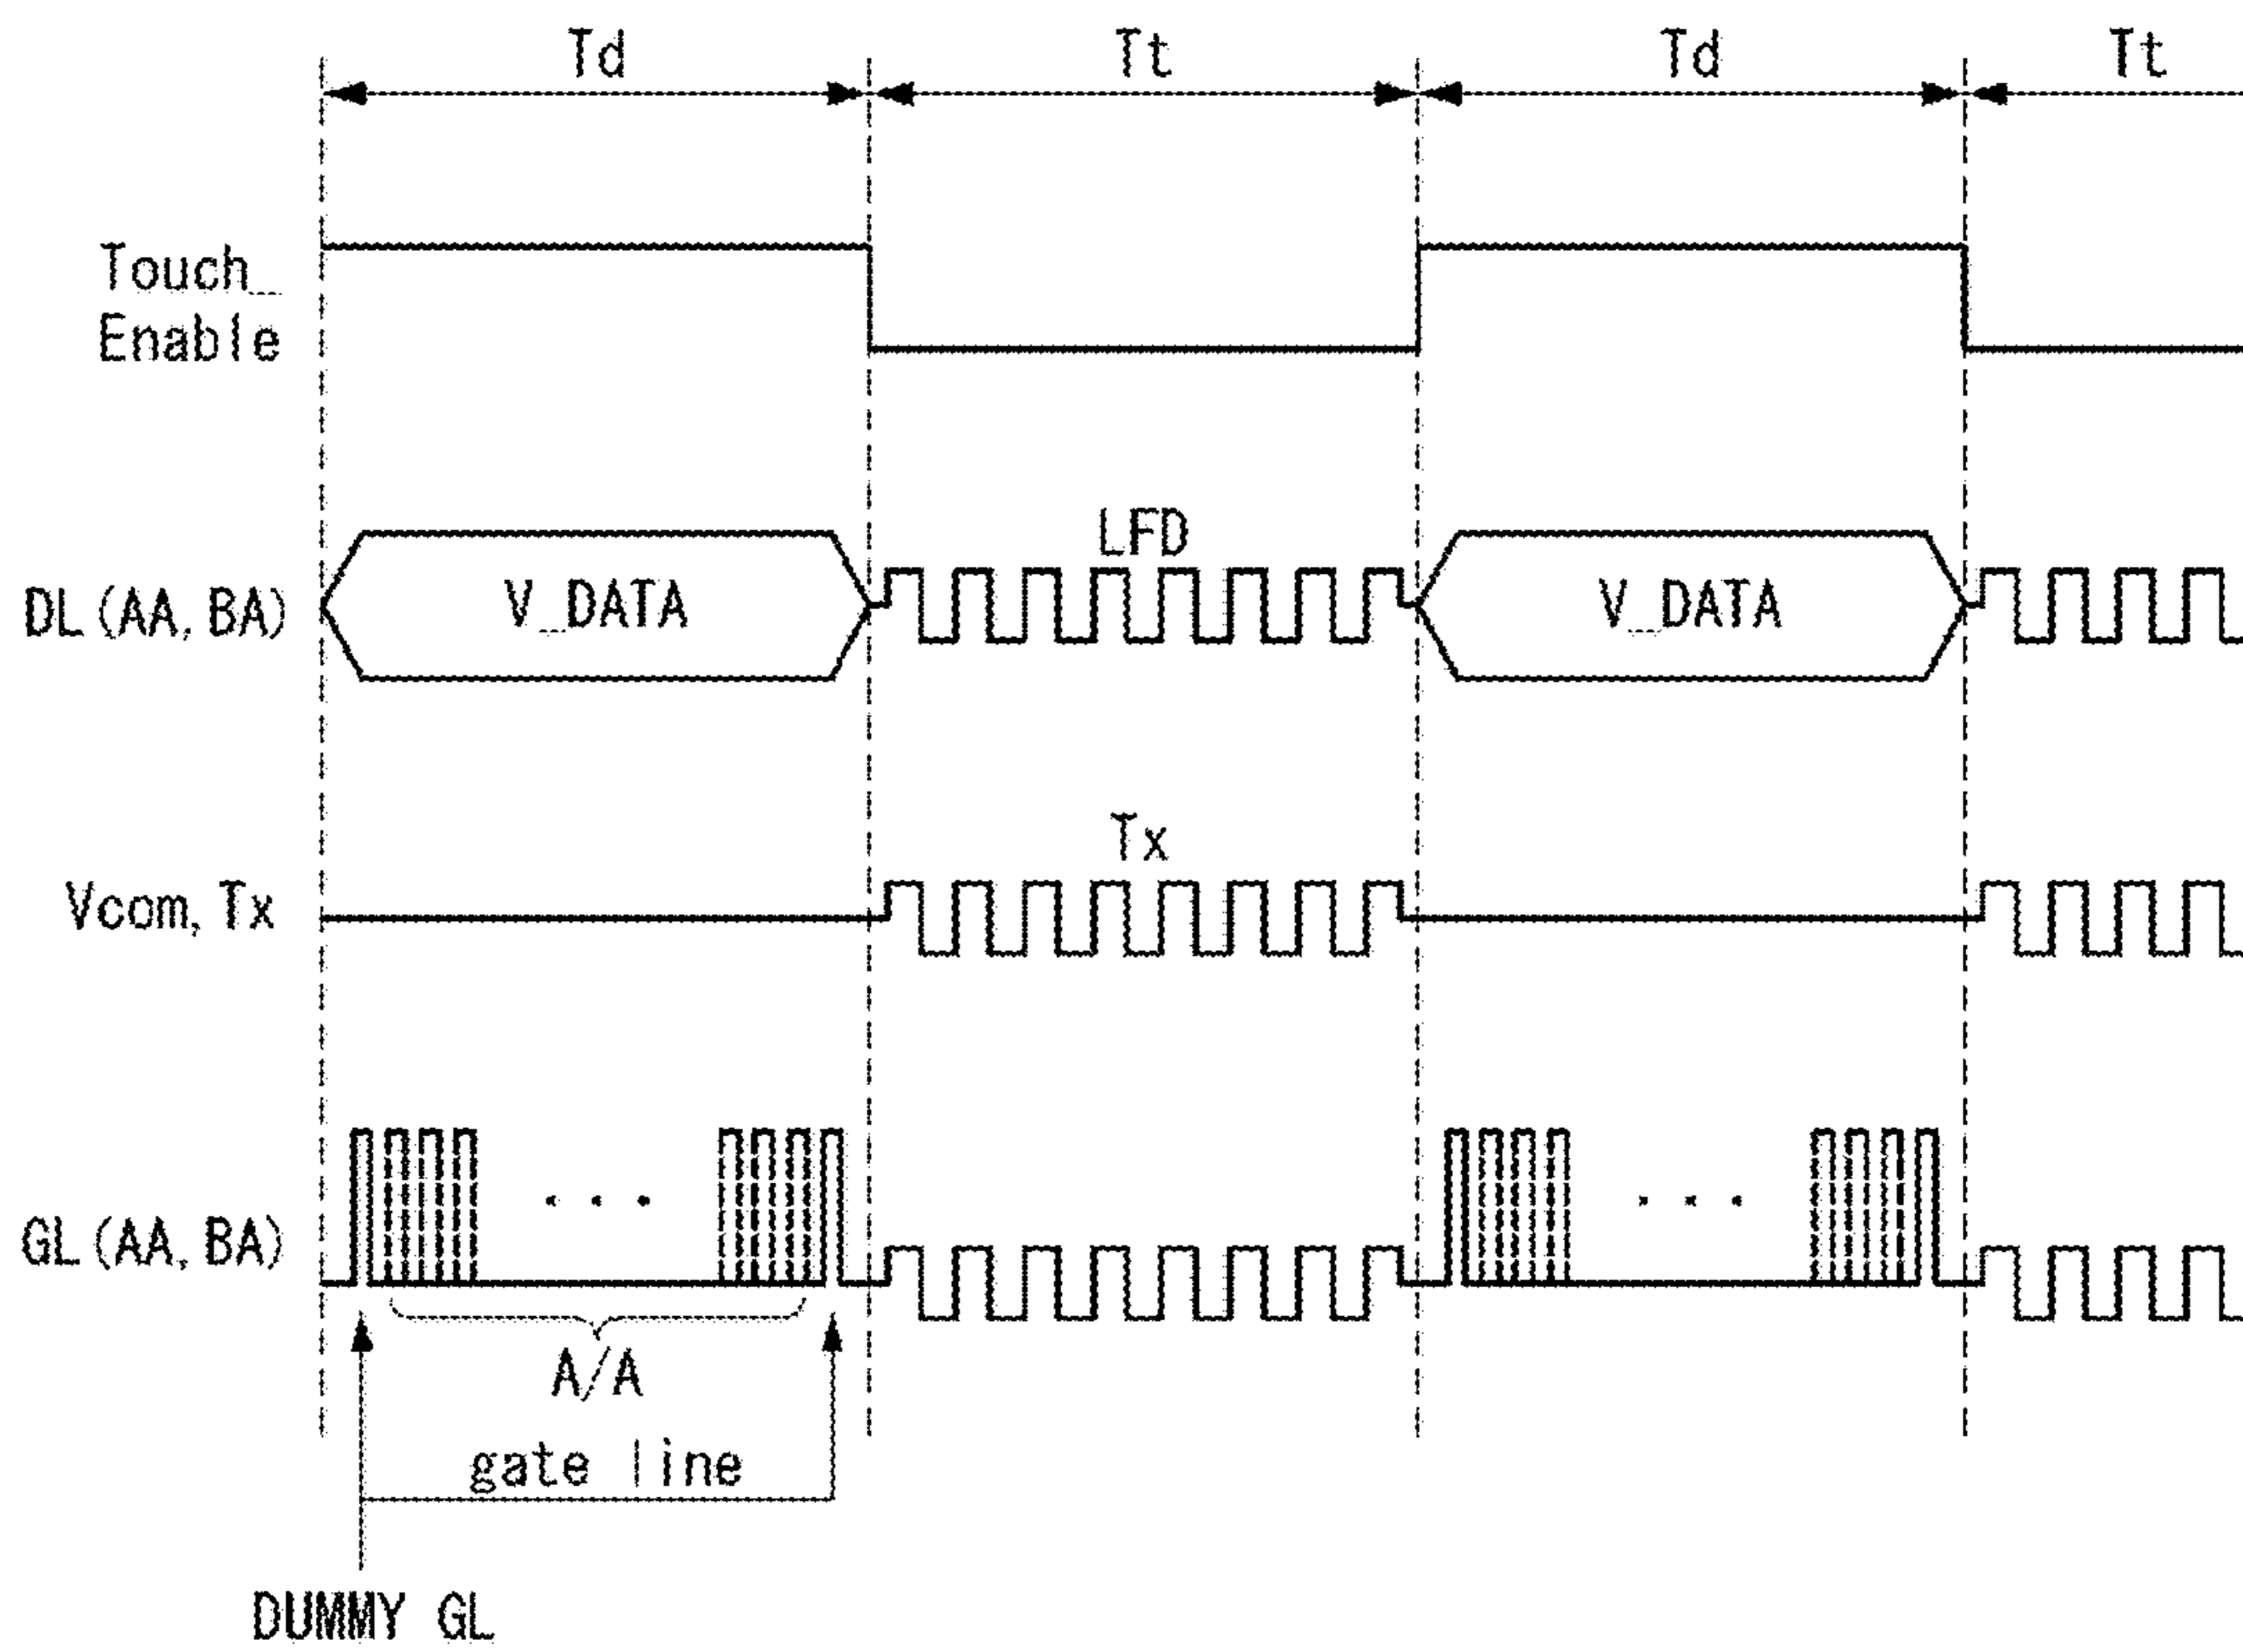 Td Tt Td Tt
Touch_
Enable
LFD
DL(AA, BA) V_DATA V_DATA
Tx
Vcom, Tx
. . . . . .
GL(AA, BA)
A/A
gate line
DUMMY GL